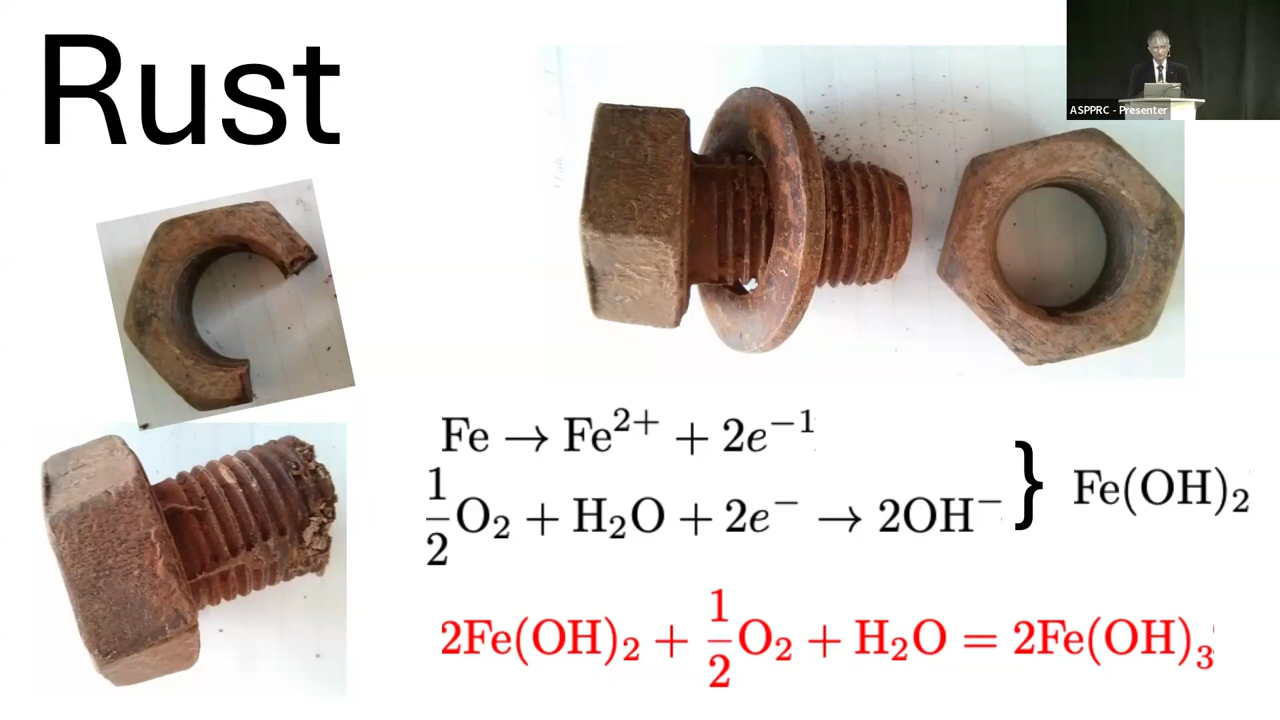 Rust
ASPPRC - Presenter
Fe → Fe²⁺ + 2e⁻¹
½O₂ + H₂O + 2e⁻ → 2OH⁻ } Fe(OH)₂
2Fe(OH)₂ + ½O₂ + H₂O = 2Fe(OH)₃